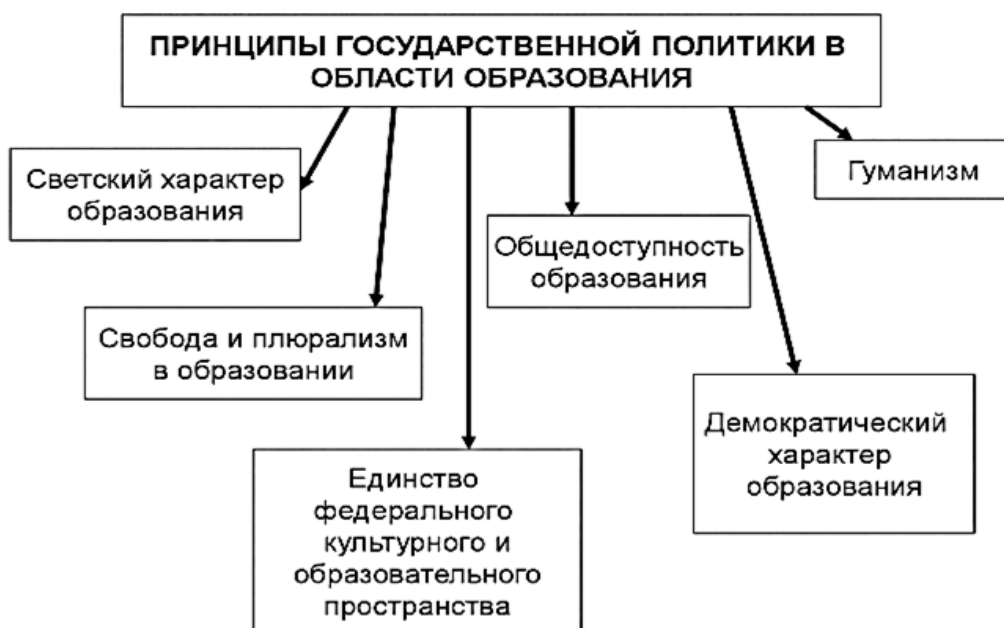 ПРИНЦИПЫ ГОСУДАРСТВЕННОЙ ПОЛИТИКИ В
ОБЛАСТИ ОБРАЗОВАНИЯ
Светский характер
образования
Гуманизм
Общедоступность
образования
Свобода и плюрализм
в образовании
Демократический
характер
образования
Единство
федерального
культурного и
образовательного
пространства